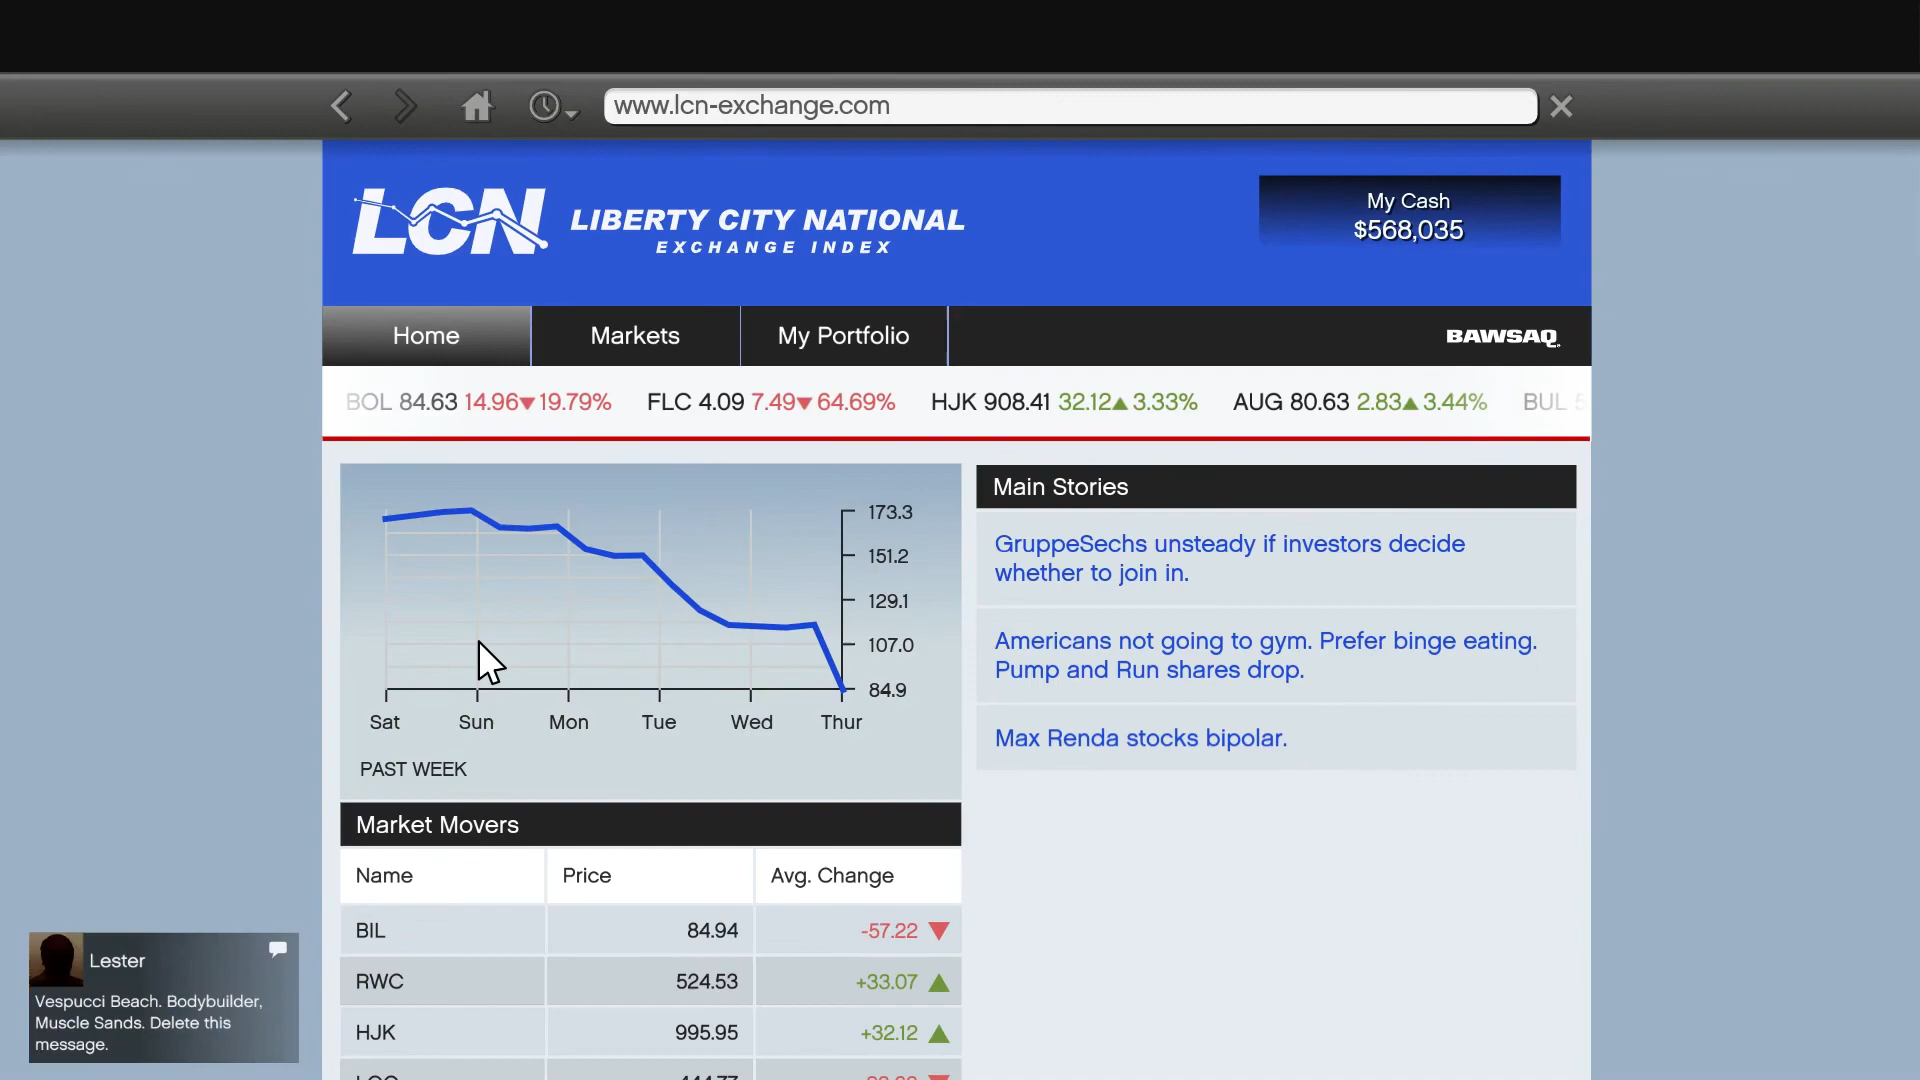 www.lcn-exchange.com
LCN
LIBERTY CITY NATIONAL
EXCHANGE INDEX
My Cash
$568,035
Home
Markets
My Portfolio
BAWSAQ
BOL 84.63 14.96▼19.79%
FLC 4.09 7.49▼64.69%
HJK 908.41 32.12▲3.33%
AUG 80.63 2.83▲3.44%
BUL 5
173.3
151.2
129.1
107.0
84.9
Sat
Sun
Mon
Tue
Wed
Thur
PAST WEEK
Main Stories
GruppeSechs unsteady if investors decide
whether to join in.
Americans not going to gym. Prefer binge eating.
Pump and Run shares drop.
Max Renda stocks bipolar.
Market Movers
Name Price Avg. Change
BIL 84.94 -57.22 ▼
RWC 524.53 +33.07 ▲
HJK 995.95 +32.12 ▲
Lester
Vespucci Beach. Bodybuilder,
Muscle Sands. Delete this
message.